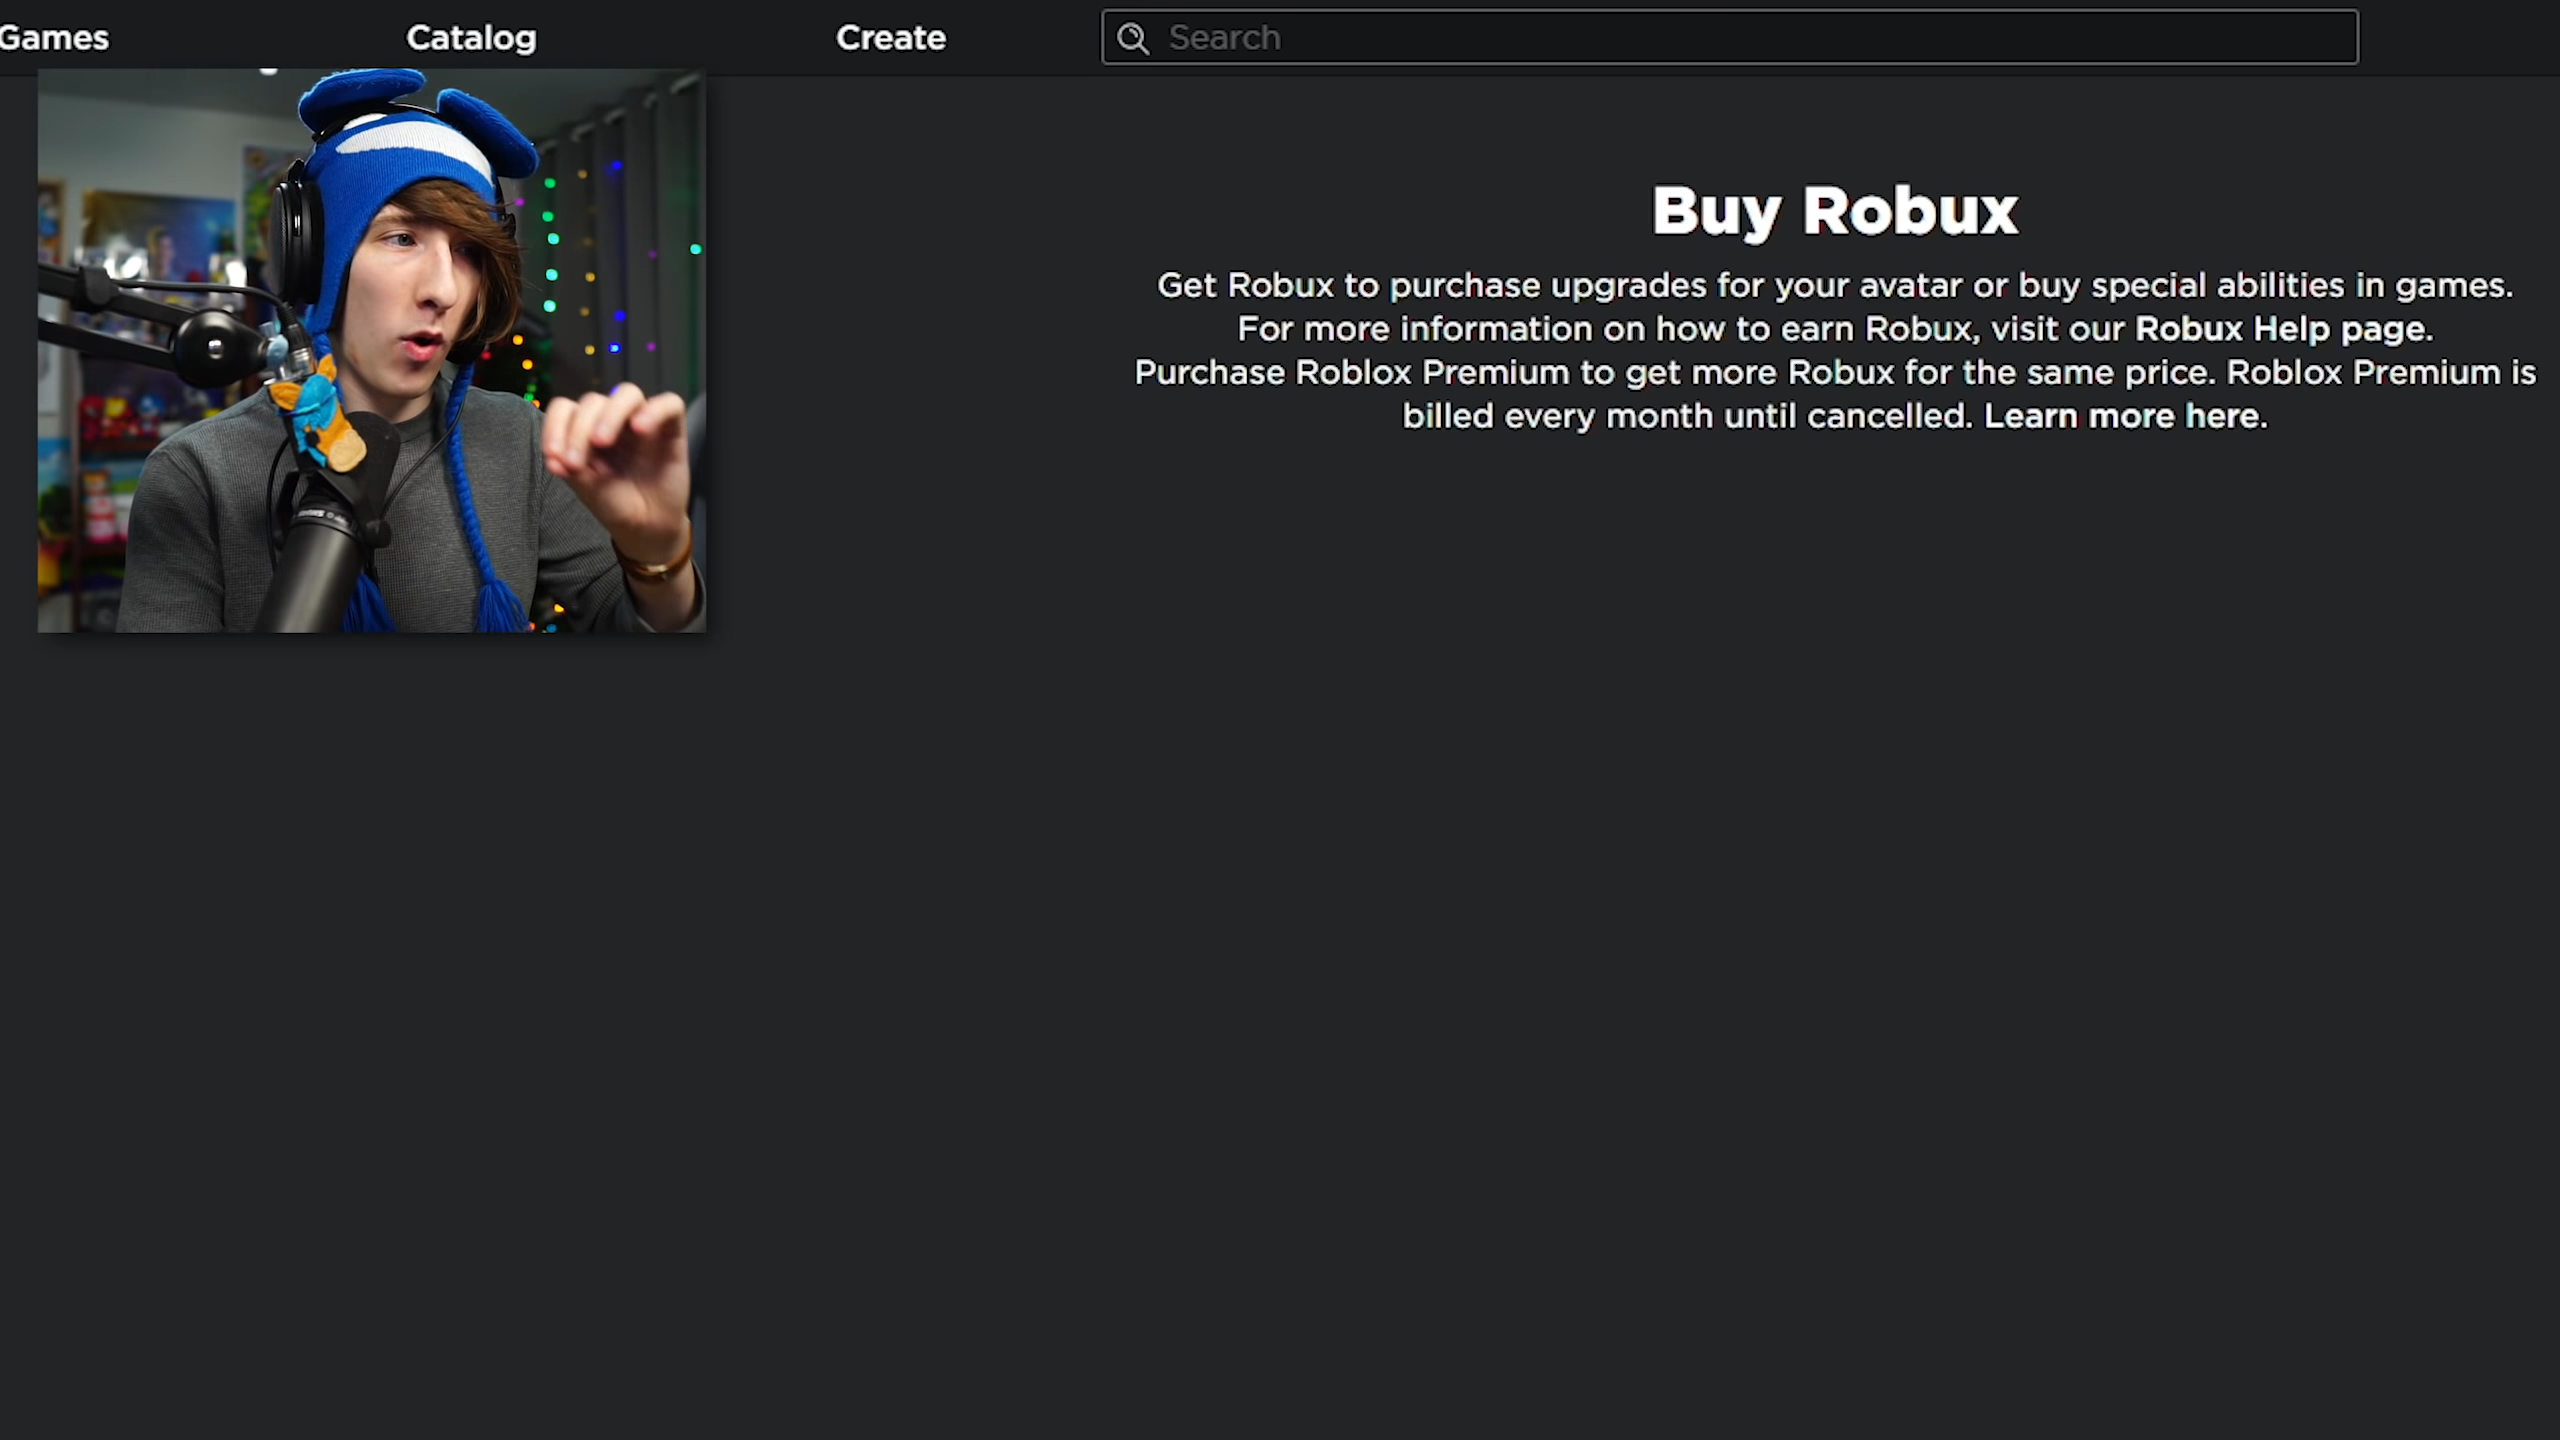 Games
Catalog
Create
Search
Buy Robux
Get Robux to purchase upgrades for your avatar or buy special abilities in games.
For more information on how to earn Robux, visit our Robux Help page.
Purchase Roblox Premium to get more Robux for the same price. Roblox Premium is
billed every month until cancelled. Learn more here.